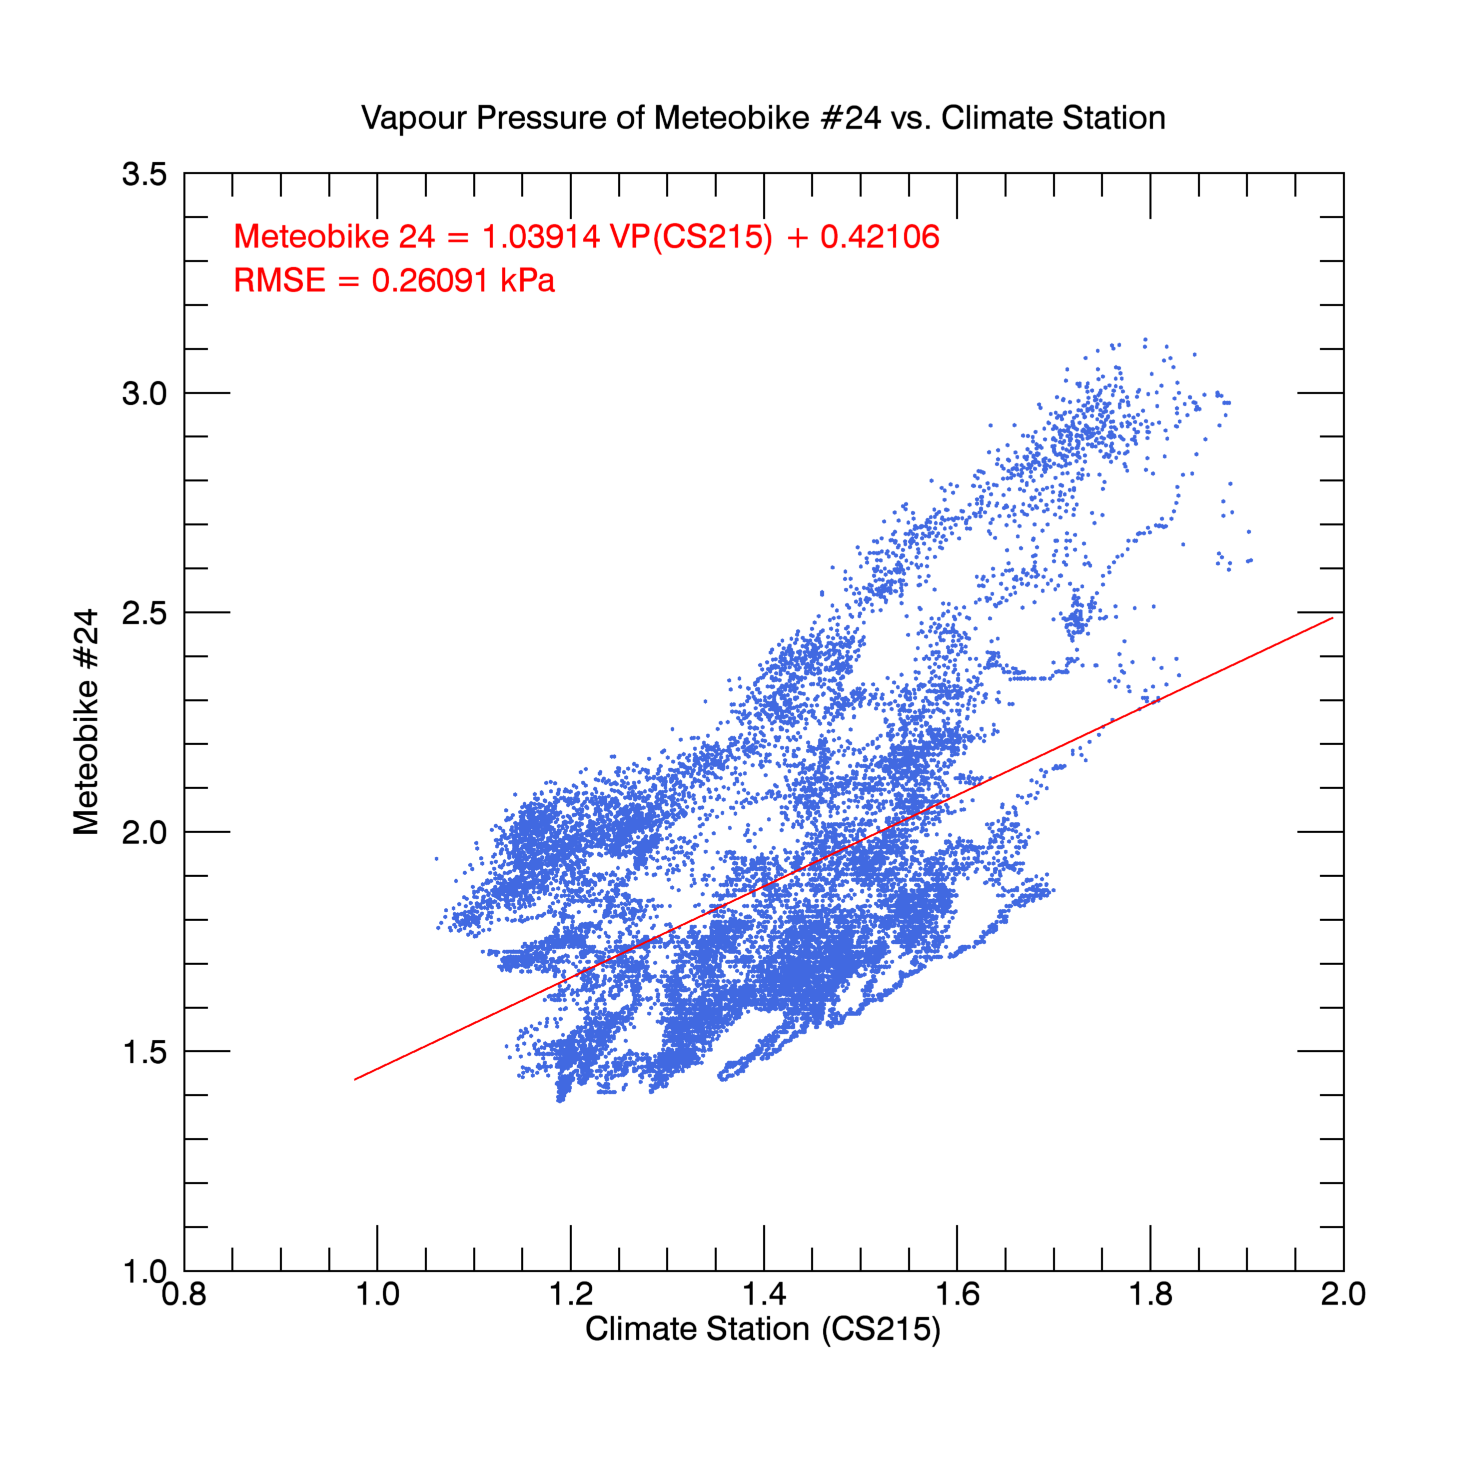 Vapour Pressure of Meteobike #24 vs. Climate Station
3.5
Meteobike 24 = 1.03914 VP(CS215) + 0.42106
RMSE = 0.26091 kPa
3.0
2.5
Meteobike #24
2.0
1.5
1.0
0.8 1.0 1.2 1.4 1.6 1.8 2.0
Climate Station (CS215)